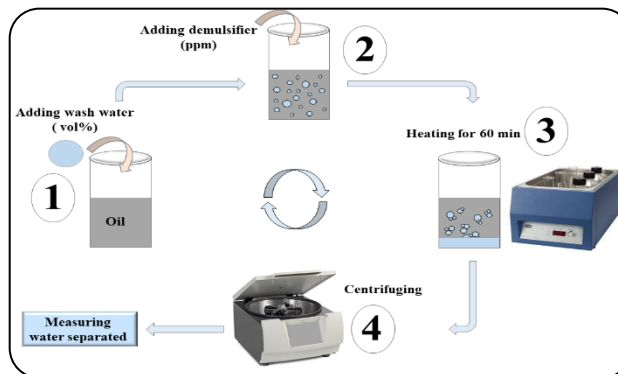 Adding demulsifier
(ppm)
2
Adding wash water
( vol%)
1
Oil
Heating for 60 min
3
Centrifuging
4
Measuring
water separated